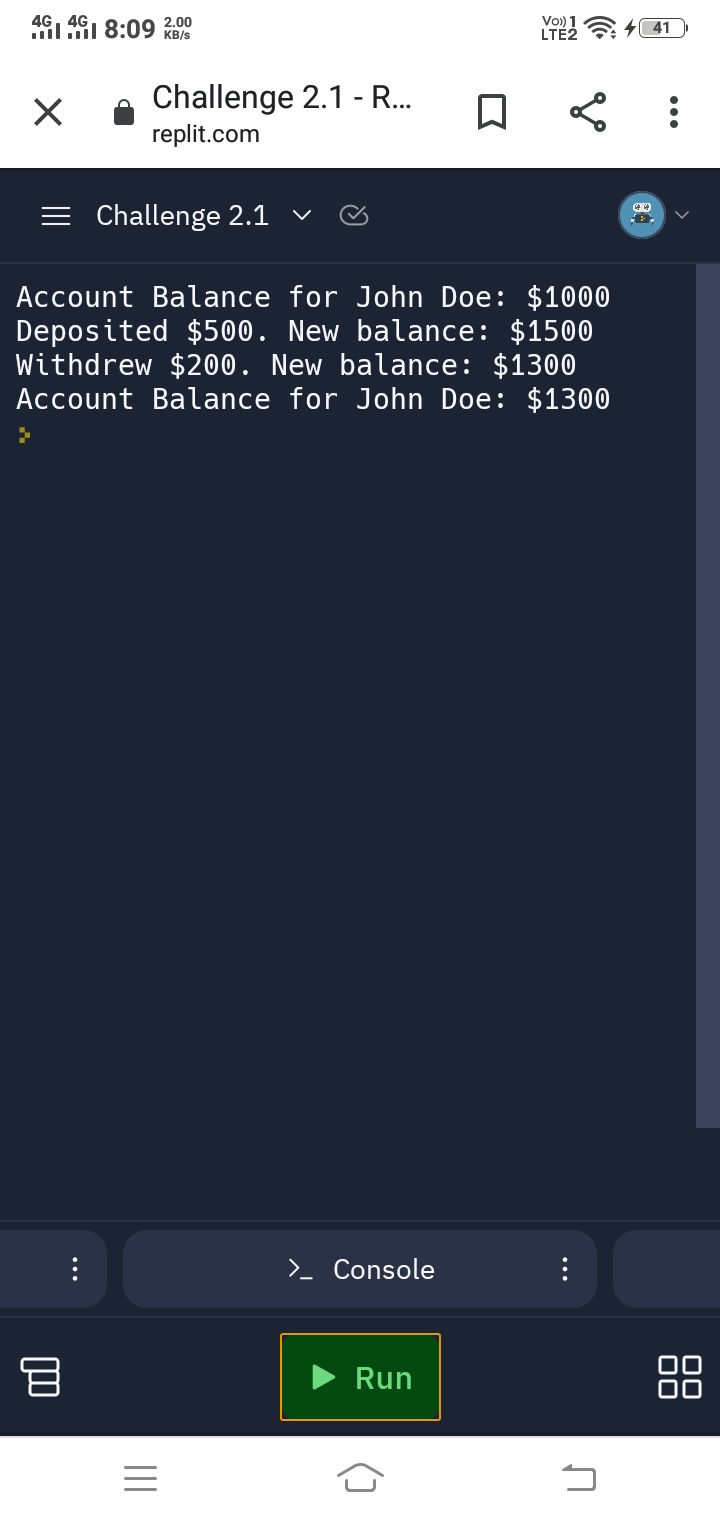 4G 4G 8:09 2.00 KB/s Vo)) 1 LTE2 41
Challenge 2.1 - R...
replit.com
Challenge 2.1
Account Balance for John Doe: $1000
Deposited $500. New balance: $1500
Withdrew $200. New balance: $1300
Account Balance for John Doe: $1300
Console
Run